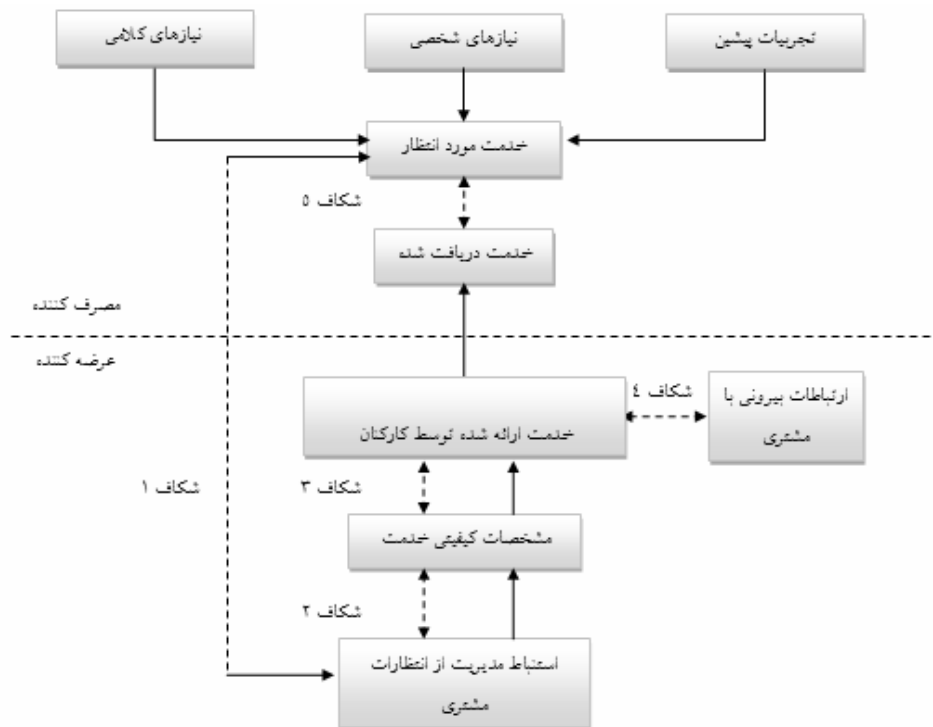 تجربیات پیشین
نیازهای شخصی
نیازهای کلامی
خدمت مورد انتظار
شکاف ۵
خدمت دریافت شده
مصرف کننده
عرضه کننده
ارتباطات بیرونی با
مشتری
شکاف ٤
خدمت ارائه شده توسط کارکنان
شکاف ۳
شکاف ۱
مشخصات کیفیتی خدمت
شکاف ۲
استنباط مدیریت از انتظارات
مشتری